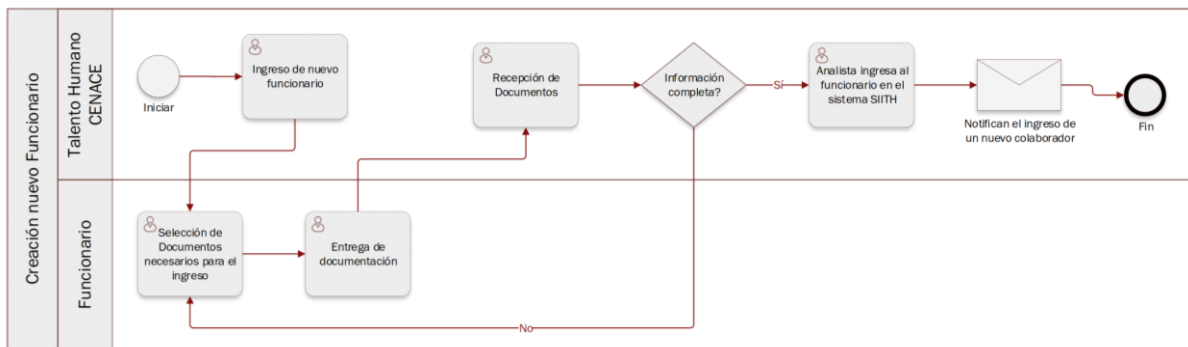 Creación nuevo Funcionario
Talento Humano
CENACE
Iniciar
Ingreso de nuevo
funcionario
Recepción de
Documentos
Información
completa?
Sí
Analista ingresa al
funcionario en el
sistema SIITH
Notifican el ingreso de
un nuevo colaborador
Fin
Funcionario
Selección de
Documentos
necesarios para el
ingreso
Entrega de
documentación
No